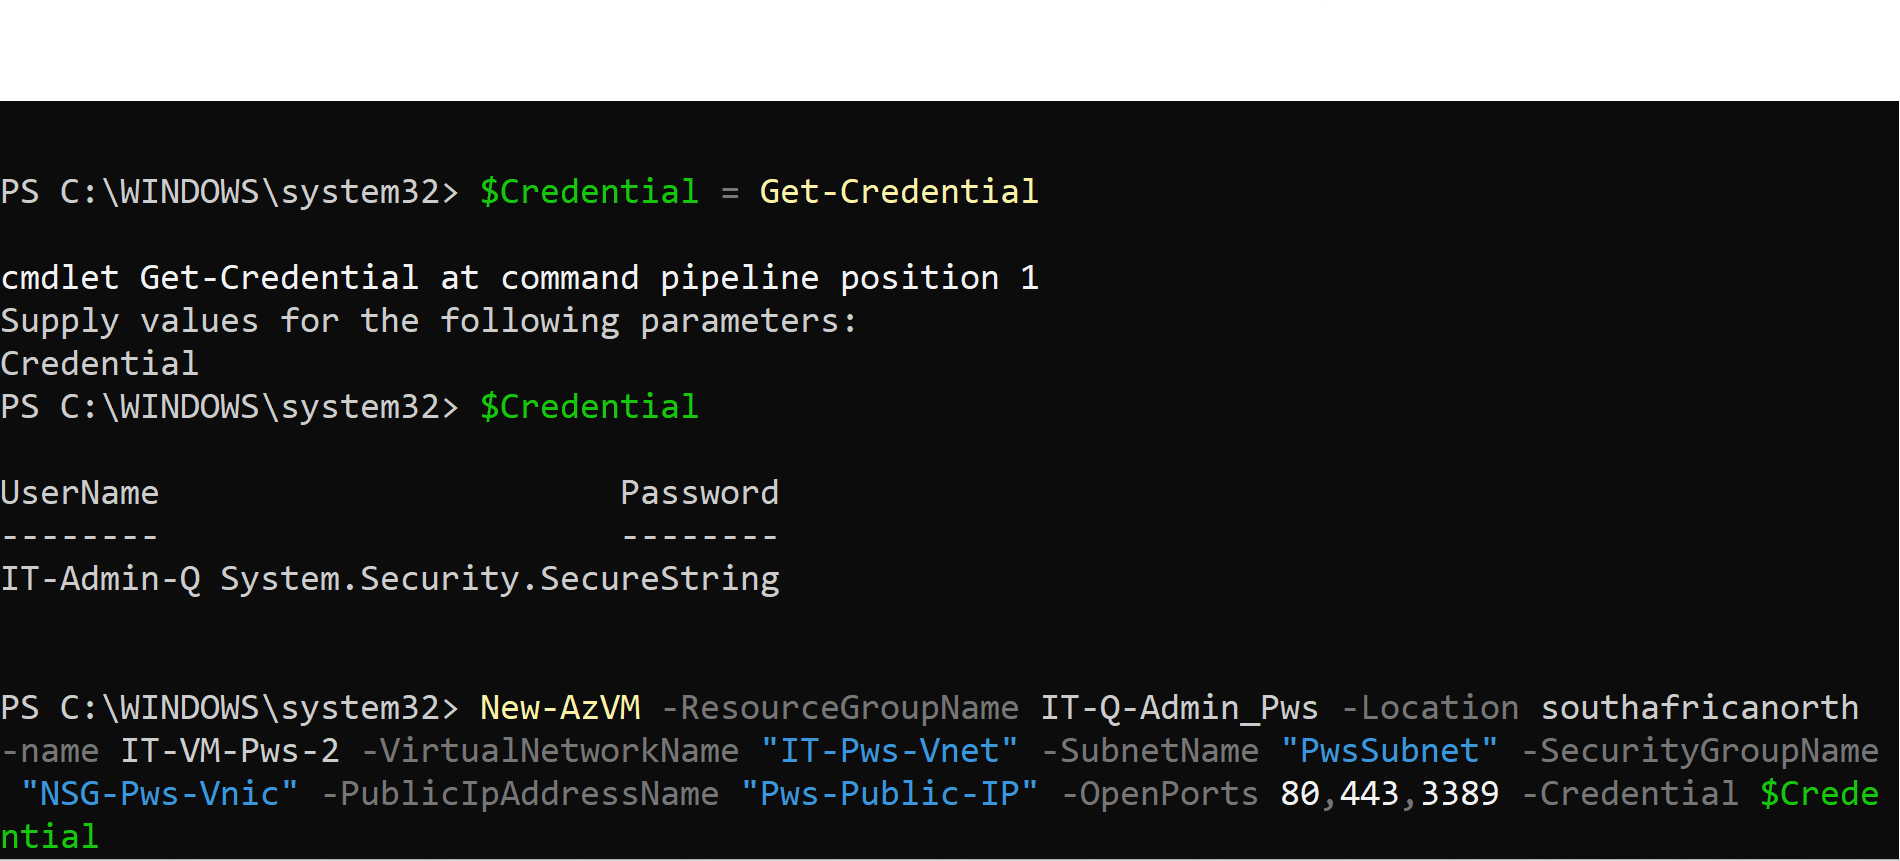 PS C:\WINDOWS\system32> $Credential = Get-Credential
cmdlet Get-Credential at command pipeline position 1
Supply values for the following parameters:
Credential
PS C:\WINDOWS\system32> $Credential
UserName                       Password
--------                       --------
IT-Admin-Q System.Security.SecureString
PS C:\WINDOWS\system32> New-AzVM -ResourceGroupName IT-Q-Admin_Pws -Location southafricanorth
-name IT-VM-Pws-2 -VirtualNetworkName "IT-Pws-Vnet" -SubnetName "PwsSubnet" -SecurityGroupName
 "NSG-Pws-Vnic" -PublicIpAddressName "Pws-Public-IP" -OpenPorts 80,443,3389 -Credential $Crede
ntial